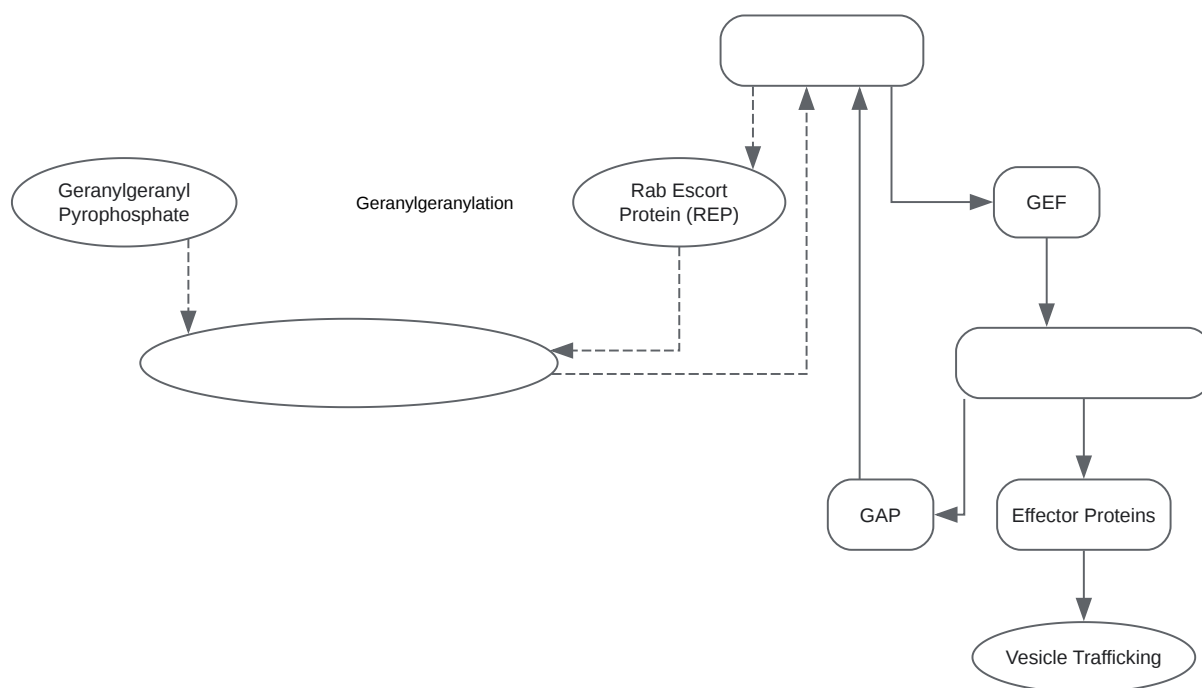 Geranylgeranyl
Pyrophosphate
Geranylgeranylation
Rab Escort
Protein (REP)
GEF
GAP
Effector Proteins
Vesicle Trafficking